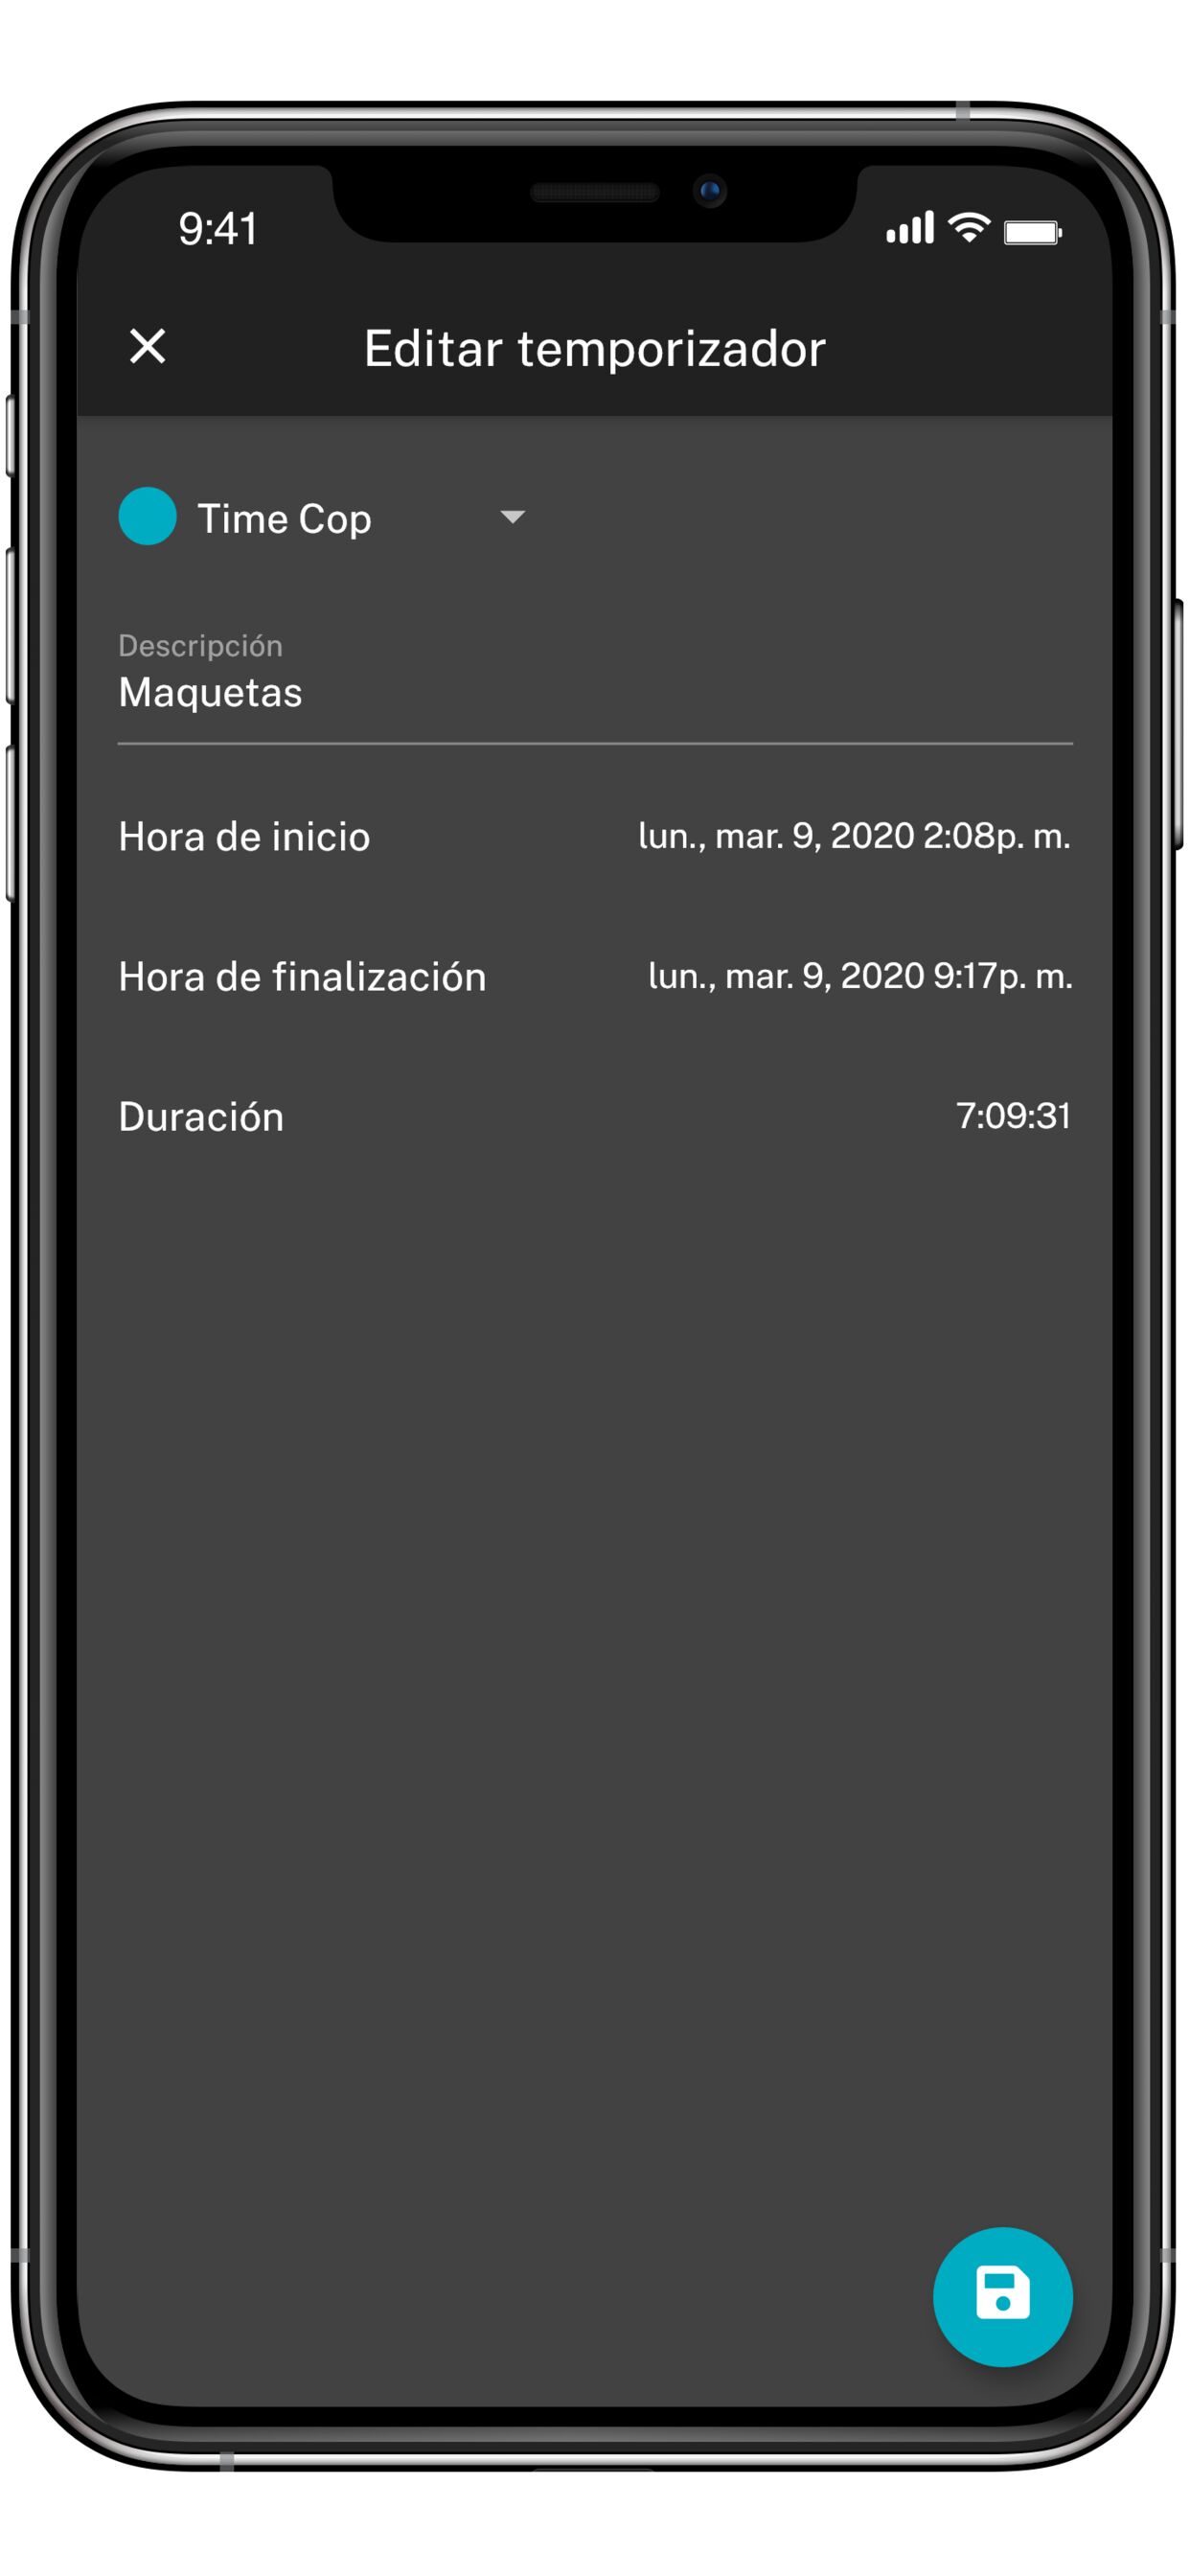 9:41
Editar temporizador
Time Cop
Descripción
Maquetas
Hora de inicio lun., mar. 9, 2020 2:08p. m.
Hora de finalización lun., mar. 9, 2020 9:17p. m.
Duración 7:09:31